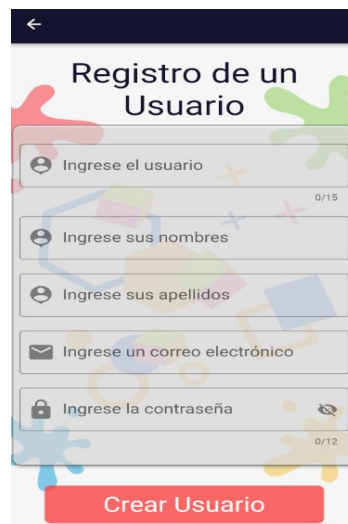 Registro de un
Usuario
Ingrese el usuario
0/15
Ingrese sus nombres
Ingrese sus apellidos
Ingrese un correo electrónico
Ingrese la contraseña
0/12
Crear Usuario